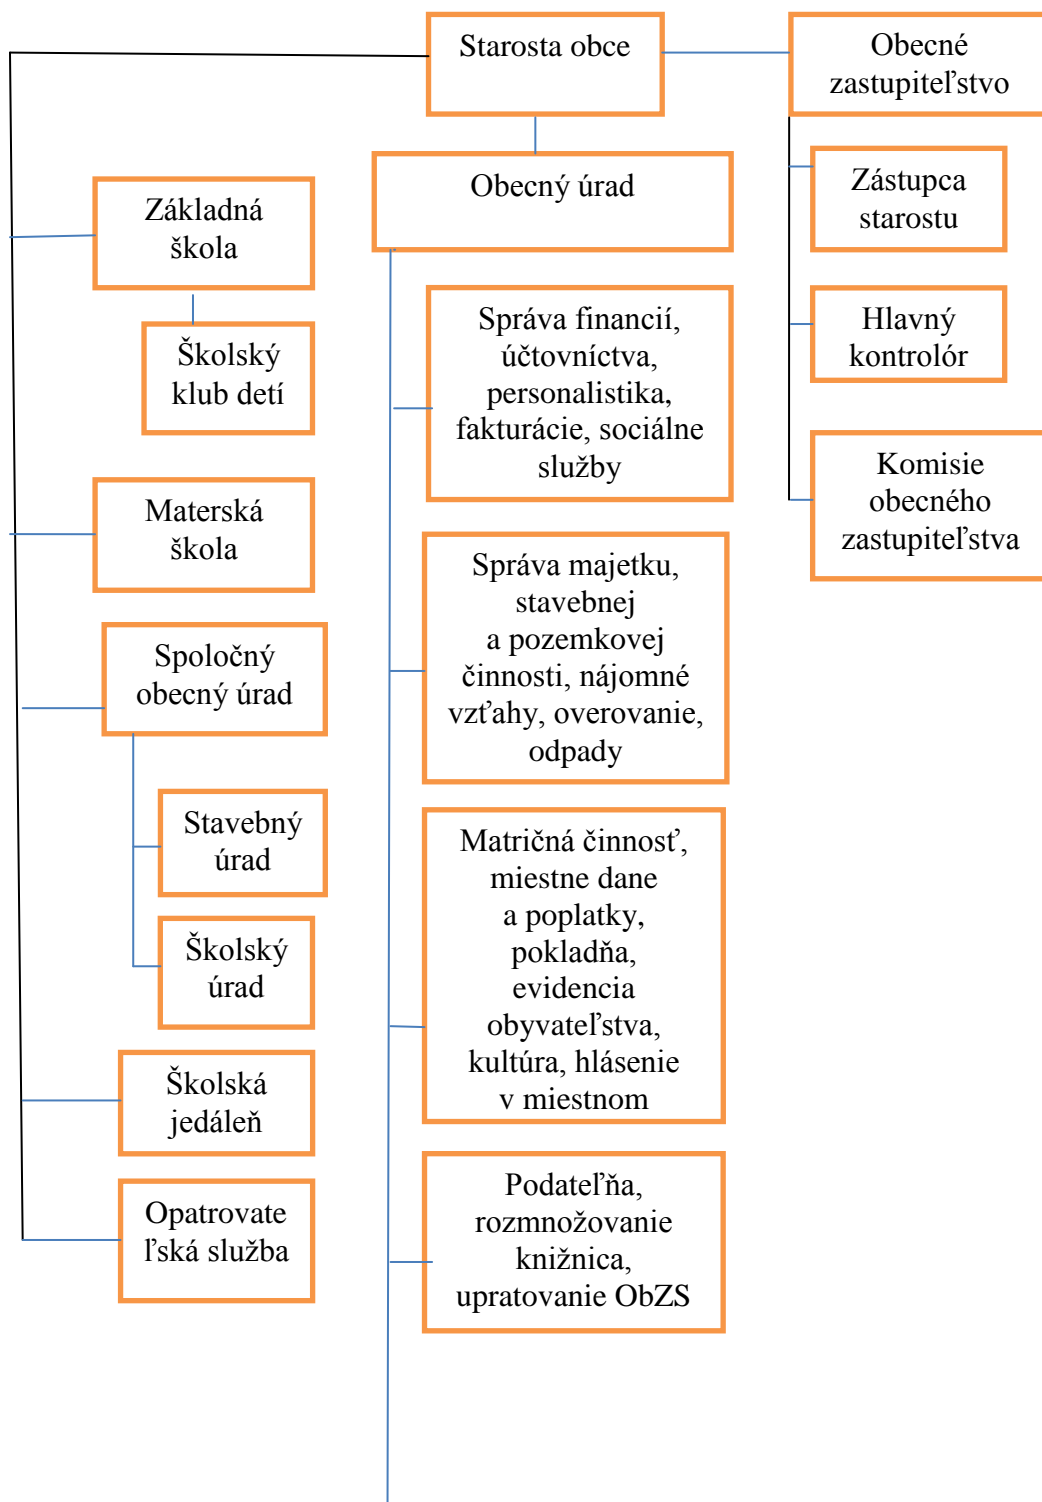 Starosta obce
Obecné
zastupiteľstvo
Obecný úrad
Zástupca
starostu
Základná
škola
Školský
klub detí
Správa financií,
účtovníctva,
personalistika,
fakturácie, sociálne
služby
Hlavný
kontrolór
Komisie
obecného
zastupiteľstva
Materská
škola
Správa majetku,
stavebnej
a pozemkovej
činnosti, nájomné
vzťahy, overovanie,
odpady
Spoločný
obecný úrad
Stavebný
úrad
Školský
úrad
Matričná činnosť,
miestne dane
a poplatky,
pokladňa,
evidencia
obyvateľstva,
kultúra, hlásenie
v miestnom
Školská
jedáleň
Opatrovate
ľská služba
Podateľňa,
rozmnožovanie
knižnica,
upratovanie ObZS